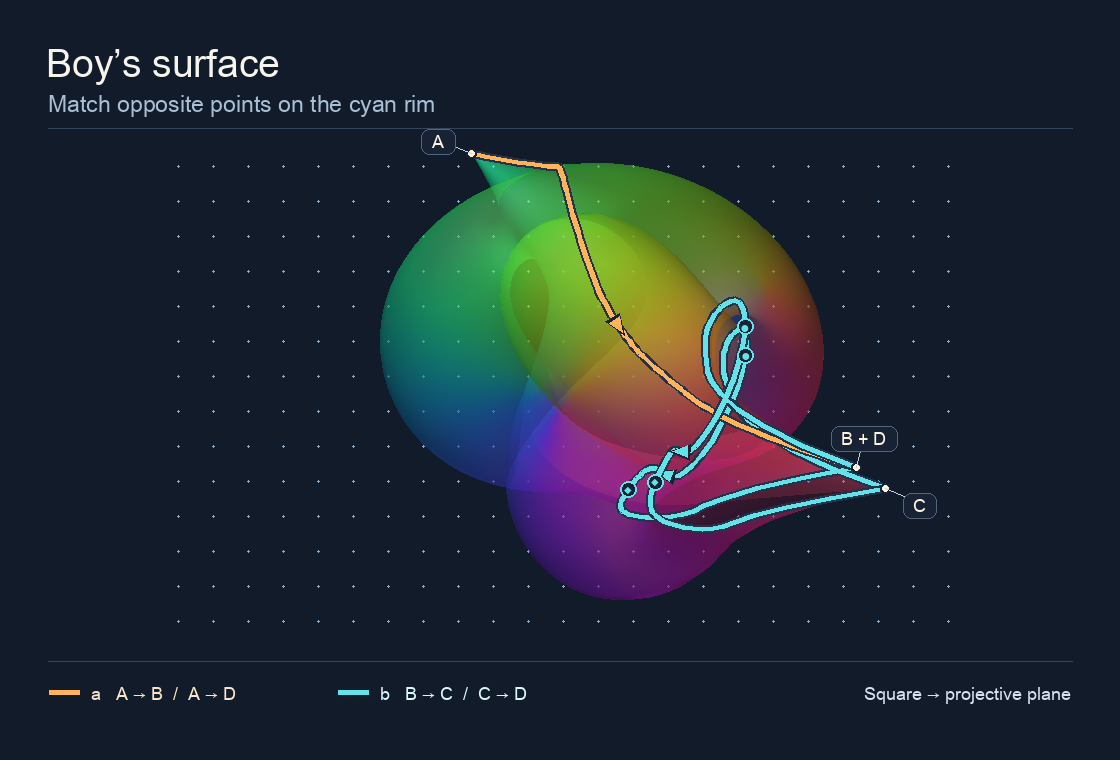 Boy’s surface
Match opposite points on the cyan rim
A
B + D
C
a A→B / A→D
b B→C / C→D
Square→projective plane